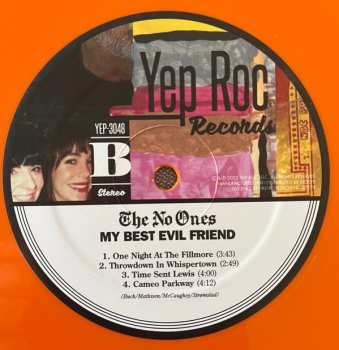 Yep Roc
Records
YEP-3048
B
Stereo
The No Ones
MY BEST EVIL FRIEND
1. One Night At The Fillmore (3:43)
2. Throwdown In Whispertown (2:49)
3. Time Sent Lewis (4:00)
4. Cameo Parkway (4:12)
(Buck/Mathisen/McCaughey/Strømstad)